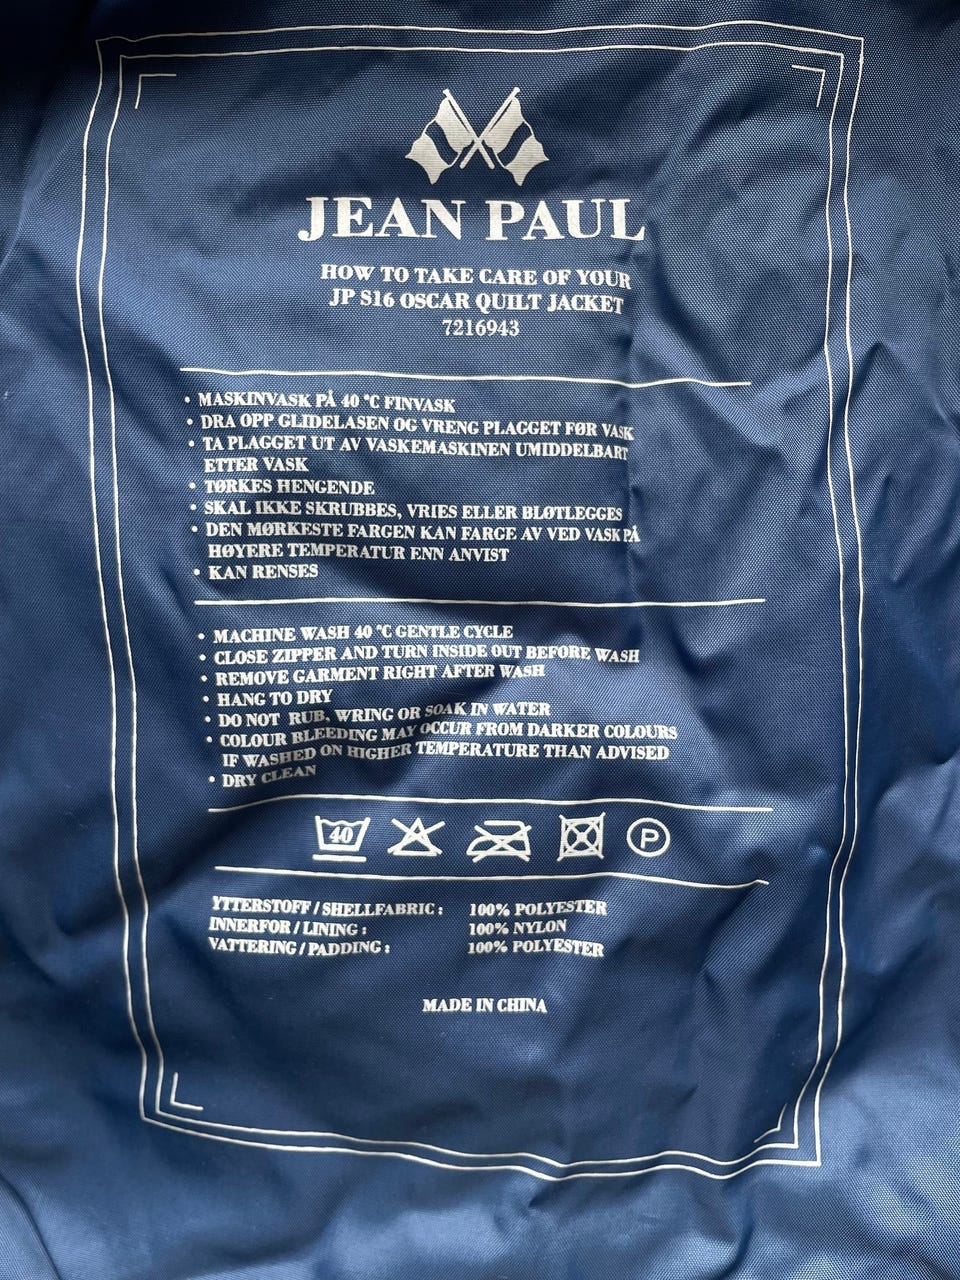 JEAN PAUL
HOW TO TAKE CARE OF YOUR
JP S16 OSCAR QUILT JACKET
7216943
• MASKINVASK PÅ 40 °C FINVASK
• DRA OPP GLIDELASEN OG VRENG PLAGGET FØR VASK
• TA PLAGGET UT AV VASKEMASKINEN UMIDDELBART
ETTER VASK
• TØRKES HENGENDE
• SKAL IKKE SKRUBBES, VRIES ELLER BLØTLEGGES
• DEN MØRKESTE FARGEN KAN FARGE AV VED VASK PÅ
HØYERE TEMPERATUR ENN ANVIST
• KAN RENSES
• MACHINE WASH 40 °C GENTLE CYCLE
• CLOSE ZIPPER AND TURN INSIDE OUT BEFORE WASH
• REMOVE GARMENT RIGHT AFTER WASH
• HANG TO DRY
• DO NOT RUB, WRING OR SOAK IN WATER
• COLOUR BLEEDING MAY OCCUR FROM DARKER COLOURS
IF WASHED ON HIGHER TEMPERATURE THAN ADVISED
• DRY CLEAN
40 P
YTTERSTOFF / SHELLFABRIC : 100% POLYESTER
INNERFOR / LINING : 100% NYLON
VATTERING / PADDING : 100% POLYESTER
MADE IN CHINA